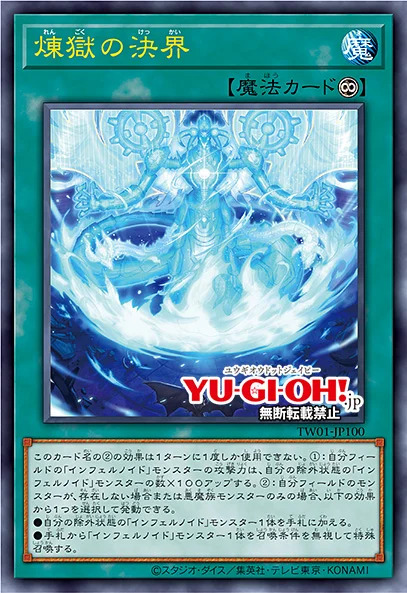 煉獄の決界
【魔法カード】
魔
ユウギオウドットジェイピー
YU-GI-OH!.jp
無断転載禁止
TW01-JP100
このカード名の②の効果は1ターンに1度しか使用できない。①:自分フィー
ルドの「インフェルノイド」モンスターの攻撃力は、自分の除外状態の「イン
フェルノイド」モンスターの数×100アップする。②:自分フィールドのモ
ンスターが、存在しない場合または悪魔族モンスターのみの場合、以下の効果
から1つを選択して発動できる。
●自分の除外状態の「インフェルノイド」モンスター1体を手札に加える。
●手札から「インフェルノイド」モンスター1体を召喚条件を無視して特殊
召喚する。
©スタジオ・ダイス／集英社・テレビ東京・KONAMI